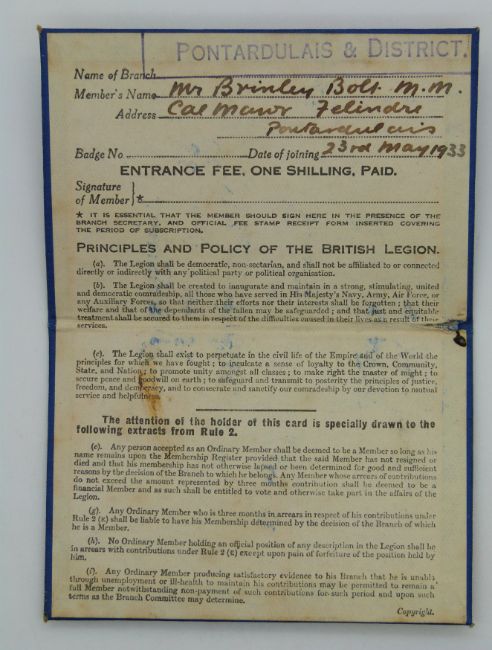 PONTARDULAIS & DISTRICT.
Name of Branch
Member's Name Mr Brinley Bolt M.M.
Address Cae Mawr Felindre
Pontardulais
Badge No. Date of joining 23rd May 1933
ENTRANCE FEE, ONE SHILLING, PAID.
Signature
of Member } *
* IT IS ESSENTIAL THAT THE MEMBER SHOULD SIGN HERE IN THE PRESENCE OF THE
BRANCH SECRETARY, AND OFFICIAL FEE STAMP RECEIPT FORM INSERTED COVERING
THE PERIOD OF SUBSCRIPTION.
PRINCIPLES AND POLICY OF THE BRITISH LEGION.
(a). The Legion shall be democratic, non-sectarian, and shall not be affiliated to or connected
directly or indirectly with any political party or political organisation.
(b). The Legion shall be created to inaugurate and maintain in a strong, stimulating, united
and democratic comradeship, all those who have served in His Majesty's Navy, Army, Air Force, or
any Auxiliary Forces, so that neither their efforts nor their interests shall be forgotten; that their
welfare and that of the dependants of the fallen may be safeguarded; and that just and equitable
treatment shall be secured to them in respect of the difficulties caused in their lives as a result of their
services.
(c). The Legion shall exist to perpetuate in the civil life of the Empire and of the World the
principles for which we have fought; to inculcate a sense of loyalty to the Crown, Community,
State, and Nation; to promote unity amongst all classes; to make right the master of might; to
secure peace and goodwill on earth; to safeguard and transmit to posterity the principles of justice,
freedom, and democracy, and to consecrate and sanctify our comradeship by our devotion to mutual
service and helpfulness.
The attention of the holder of this card is specially drawn to the
following extracts from Rule 2.
(e). Any person accepted as an Ordinary Member shall be deemed to be a Member so long as his
name remains upon the Membership Register provided that the said Member has not resigned or
died and that his membership has not otherwise lapsed or been determined for good and sufficient
reasons by the decision of the Branch to which he belongs. Any Member whose arrears of contributions
do not exceed the amount represented by three months contribution shall be deemed to be a
financial Member and as such shall be entitled to vote and otherwise take part in the affairs of the
Legion.
(g). Any Ordinary Member who is three months in arrears in respect of his contributions under
Rule 2 (E) shall be liable to have his Membership determined by the decision of the Branch of which
he is a Member.
(h). No Ordinary Member holding an official position of any description in the Legion shall be
in arrears with contributions under Rule 2 (E) except upon pain of forfeiture of the position held by
him.
(i). Any Ordinary Member producing satisfactory evidence to his Branch that he is unable
through unemployment or ill-health to maintain his contributions may be permitted to remain a
full Member notwithstanding non-payment of such contributions for such period and upon such
terms as the Branch Committee may determine.
Copyright.